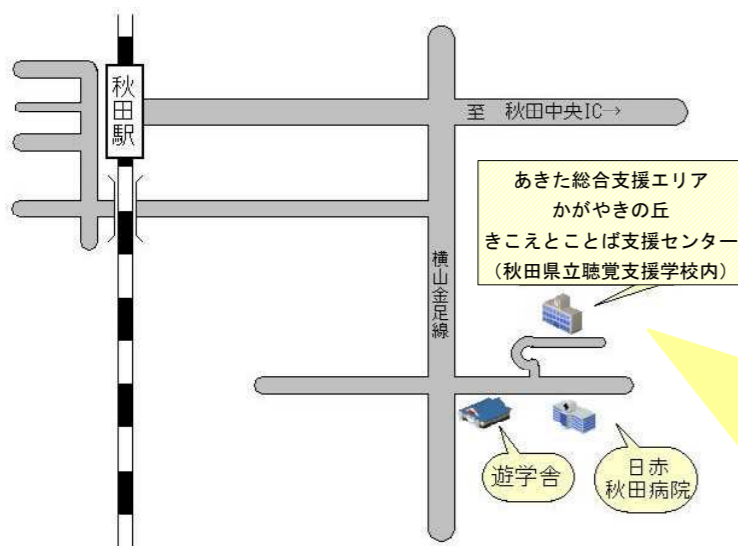 秋田駅
至 秋田中央IC→
あきた総合支援エリア
かがやきの丘
きこえとことば支援センター
（秋田県立聴覚支援学校内）
横山金足線
遊学舎
日赤
秋田病院